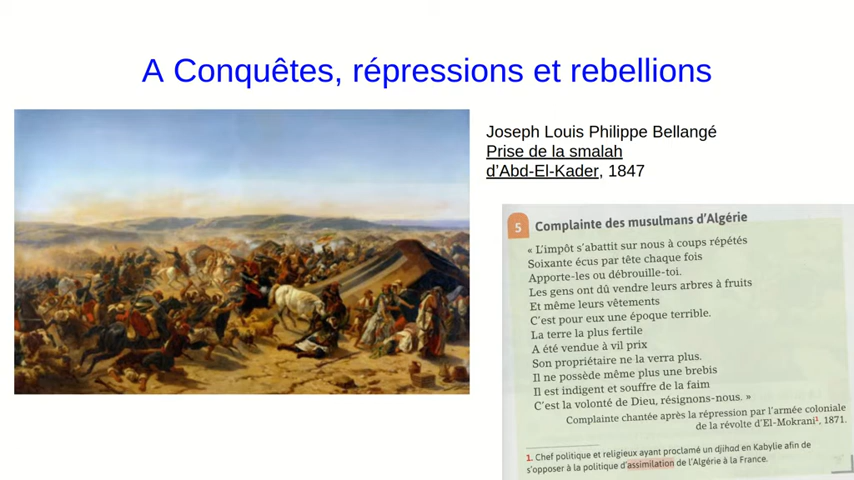 A Conquêtes, répressions et rebellions
Joseph Louis Philippe Bellangé
Prise de la smalah
d'Abd-El-Kader, 1847
5 Complainte des musulmans d'Algérie
« L'impôt s'abattit sur nous à coups répétés
Soixante écus par tête chaque fois
Apporte-les ou débrouille-toi.
Les gens ont dû vendre leurs arbres à fruits
Et même leurs vêtements
C'est pour eux une époque terrible.
La terre la plus fertile
A été vendue à vil prix
Son propriétaire ne la verra plus.
Il ne possède même plus une brebis
Il est indigent et souffre de la faim
C'est la volonté de Dieu, résignons-nous. »
Complainte chantée après la répression par l'armée coloniale
de la révolte d'El-Mokrani¹, 1871.
1. Chef politique et religieux ayant proclamé un djihad en Kabylie afin de
s'opposer à la politique d'assimilation de l'Algérie à la France.